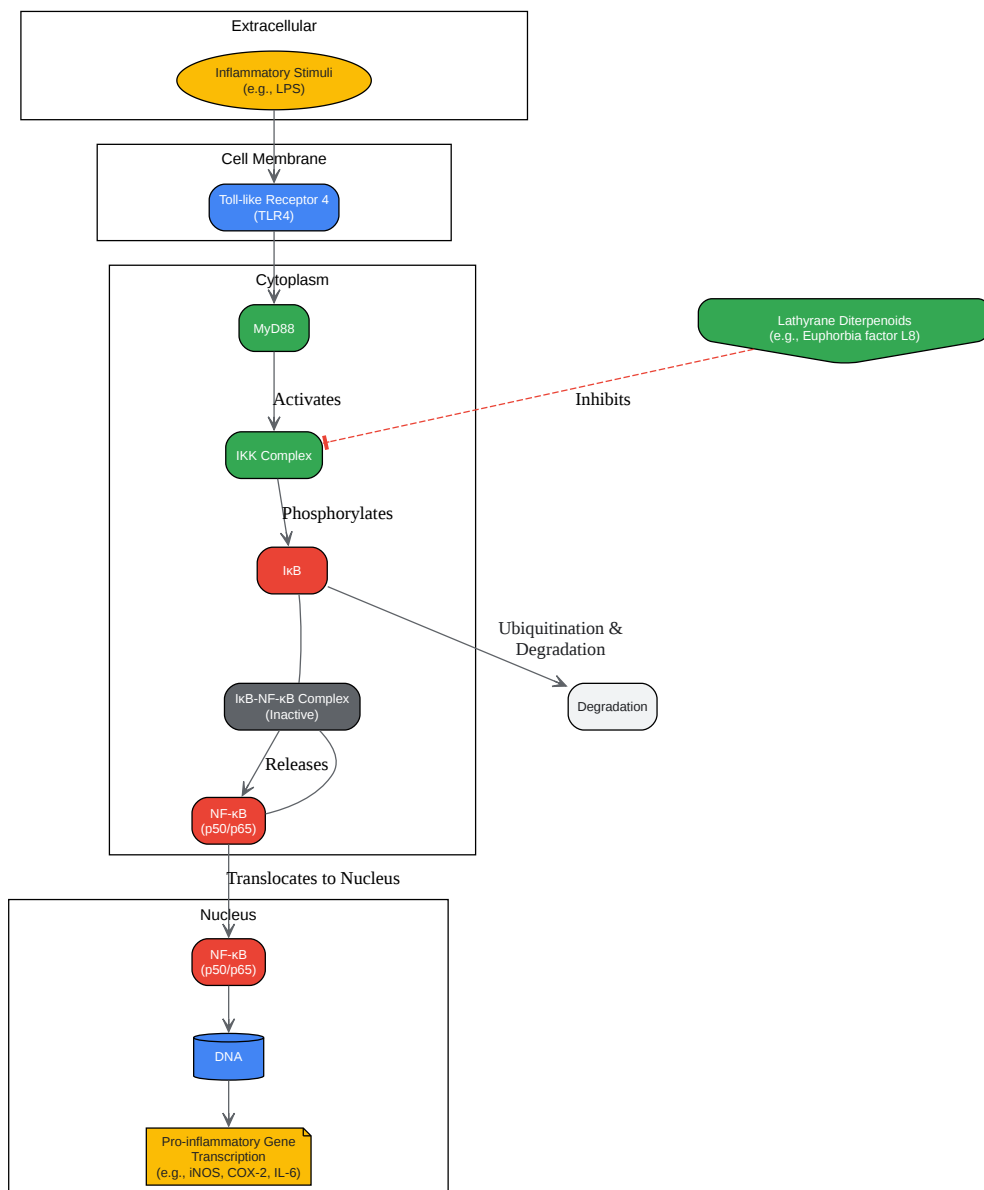 Extracellular
Inflammatory Stimuli
(e.g., LPS)
Cell Membrane
Toll-like Receptor 4
(TLR4)
Cytoplasm
MyD88
Lathyrane Diterpenoids
(e.g., Euphorbia factor L8)
Activates
Inhibits
IKK Complex
Phosphorylates
IκB
Ubiquitination &
Degradation
IκB-NF-κB Complex
(Inactive)
Degradation
Releases
NF-κB
(p50/p65)
Translocates to Nucleus
Nucleus
NF-κB
(p50/p65)
DNA
Pro-inflammatory Gene
Transcription
(e.g., iNOS, COX-2, IL-6)